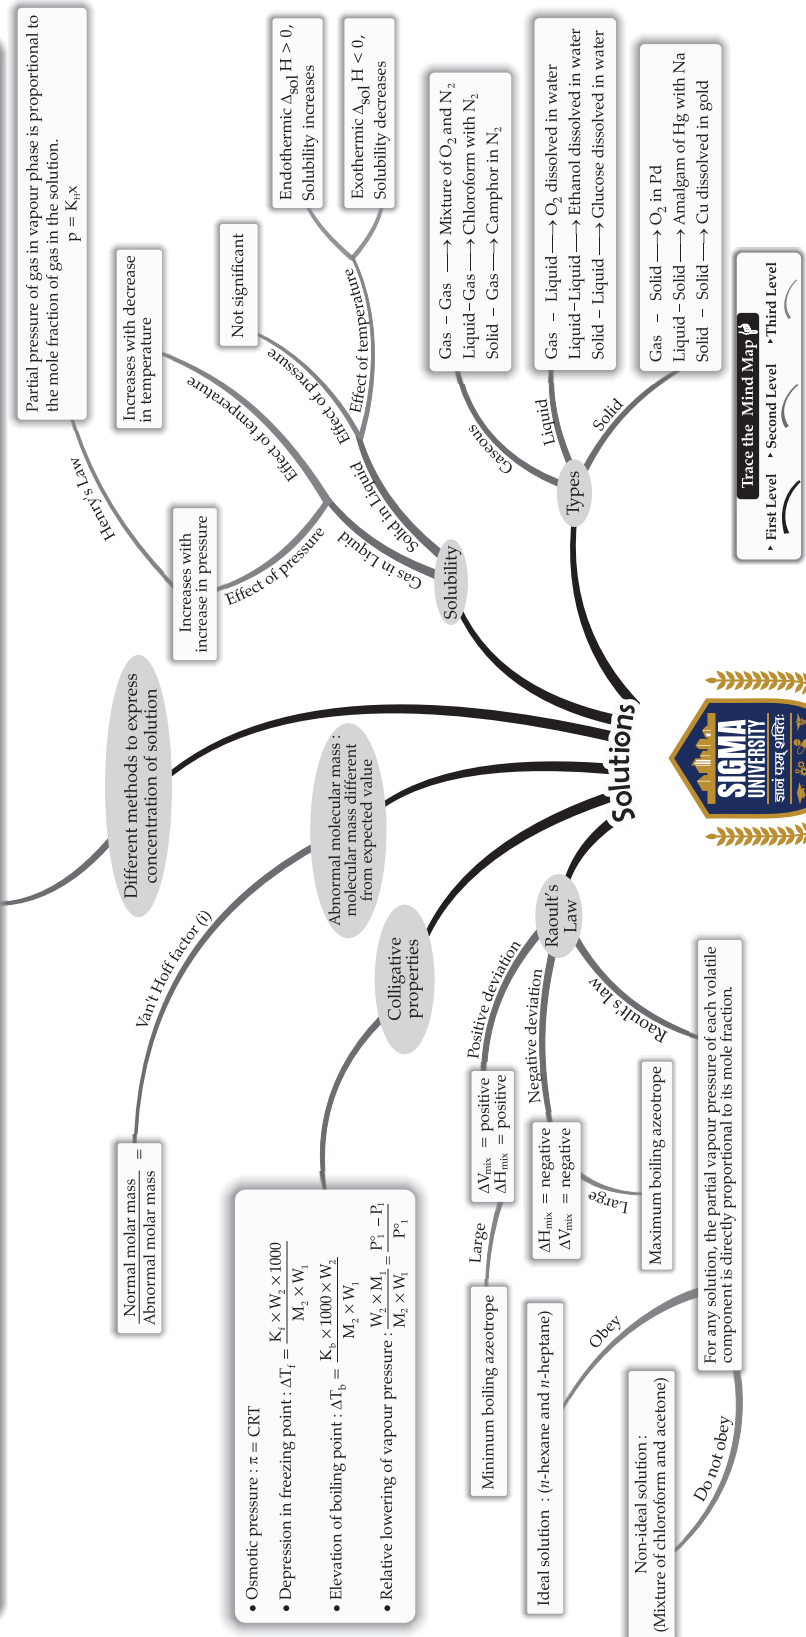 Solutions
Types
Gaseous
Gas – Gas ⟶ Mixture of O₂ and N₂
Liquid–Gas ⟶ Chloroform with N₂
Solid – Gas ⟶ Camphor in N₂
Liquid
Gas – Liquid ⟶ O₂ dissolved in water
Liquid–Liquid ⟶ Ethanol dissolved in water
Solid – Liquid ⟶ Glucose dissolved in water
Solid
Gas – Solid ⟶ O₂ in Pd
Liquid – Solid ⟶ Amalgam of Hg with Na
Solid – Solid ⟶ Cu dissolved in gold
Solubility
Solid in Liquid
Effect of temperature
Endothermic Δsol H > 0,
Solubility increases
Exothermic Δsol H < 0,
Solubility decreases
Effect of pressure
Not significant
Gas in Liquid
Effect of temperature
Increases with decrease
in temperature
Effect of pressure
Increases with
increase in pressure
Henry's Law
Partial pressure of gas in vapour phase is proportional to
the mole fraction of gas in the solution.
p = K_H x
Different methods to express
concentration of solution
Abnormal molecular mass :
molecular mass different
from expected value
Van't Hoff factor (i)
Normal molar mass
Abnormal molar mass =
Colligative
properties
• Osmotic pressure : π = CRT
• Depression in freezing point : ΔT_f = K_f × W₂ × 1000 / M₂ × W₁
• Elevation of boiling point : ΔT_b = K_b × 1000 × W₂ / M₂ × W₁
• Relative lowering of vapour pressure : W₂ × M₁ / M₂ × W₁ = P°₁ – P₁ / P°₁
Raoult's
Law
Positive deviation
ΔV_mix = positive
ΔH_mix = positive
Large
Minimum boiling azeotrope
Negative deviation
ΔH_mix = negative
ΔV_mix = negative
Large
Maximum boiling azeotrope
Raoult's law
For any solution, the partial vapour pressure of each volatile
component is directly proportional to its mole fraction.
Obey
Ideal solution : (n-hexane and n-heptane)
Do not obey
Non-ideal solution :
(Mixture of chloroform and acetone)
Trace the Mind Map
▸ First Level ▸ Second Level ▸ Third Level
SIGMA
UNIVERSITY
ज्ञानं परम् शक्ति: